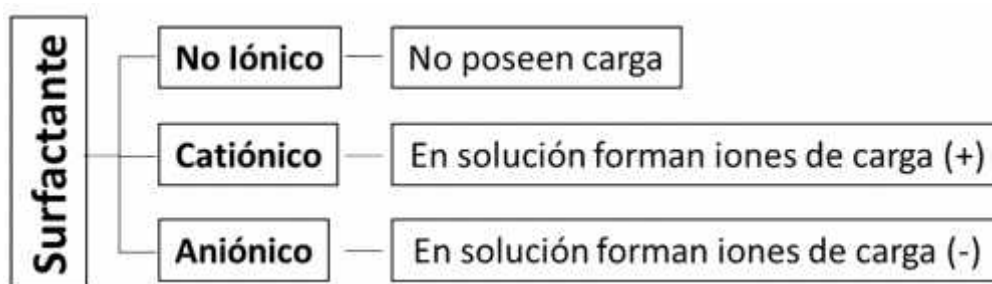 Surfactante
No Iónico
No poseen carga
Catiónico
En solución forman iones de carga (+)
Aniónico
En solución forman iones de carga (-)